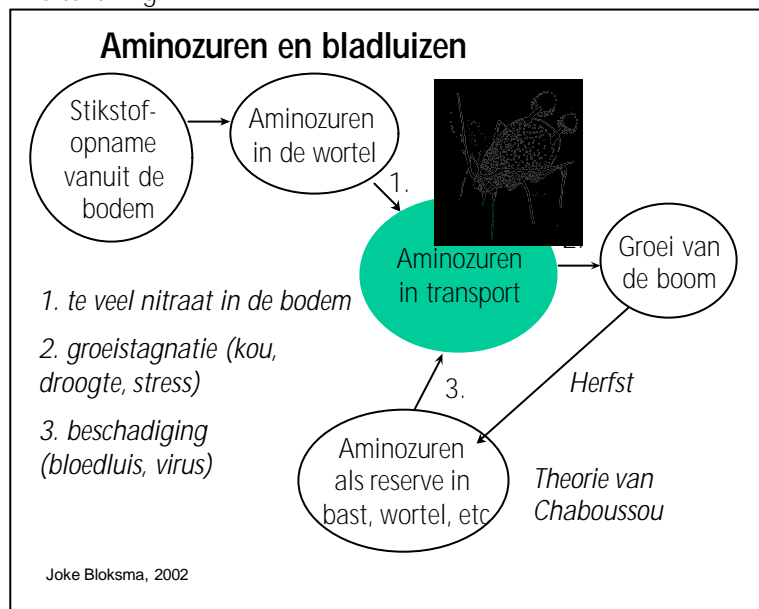 Aminozuren en bladluizen
Stikstof-
opname
vanuit de
bodem
Aminozuren
in de wortel
1.
2.
Aminozuren
in transport
Groei van
de boom
1. te veel nitraat in de bodem
2. groeistagnatie (kou,
droogte, stress)
3. beschadiging
(bloedluis, virus)
3.
Herfst
Aminozuren
als reserve in
bast, wortel, etc
Theorie van
Chaboussou
Joke Bloksma, 2002